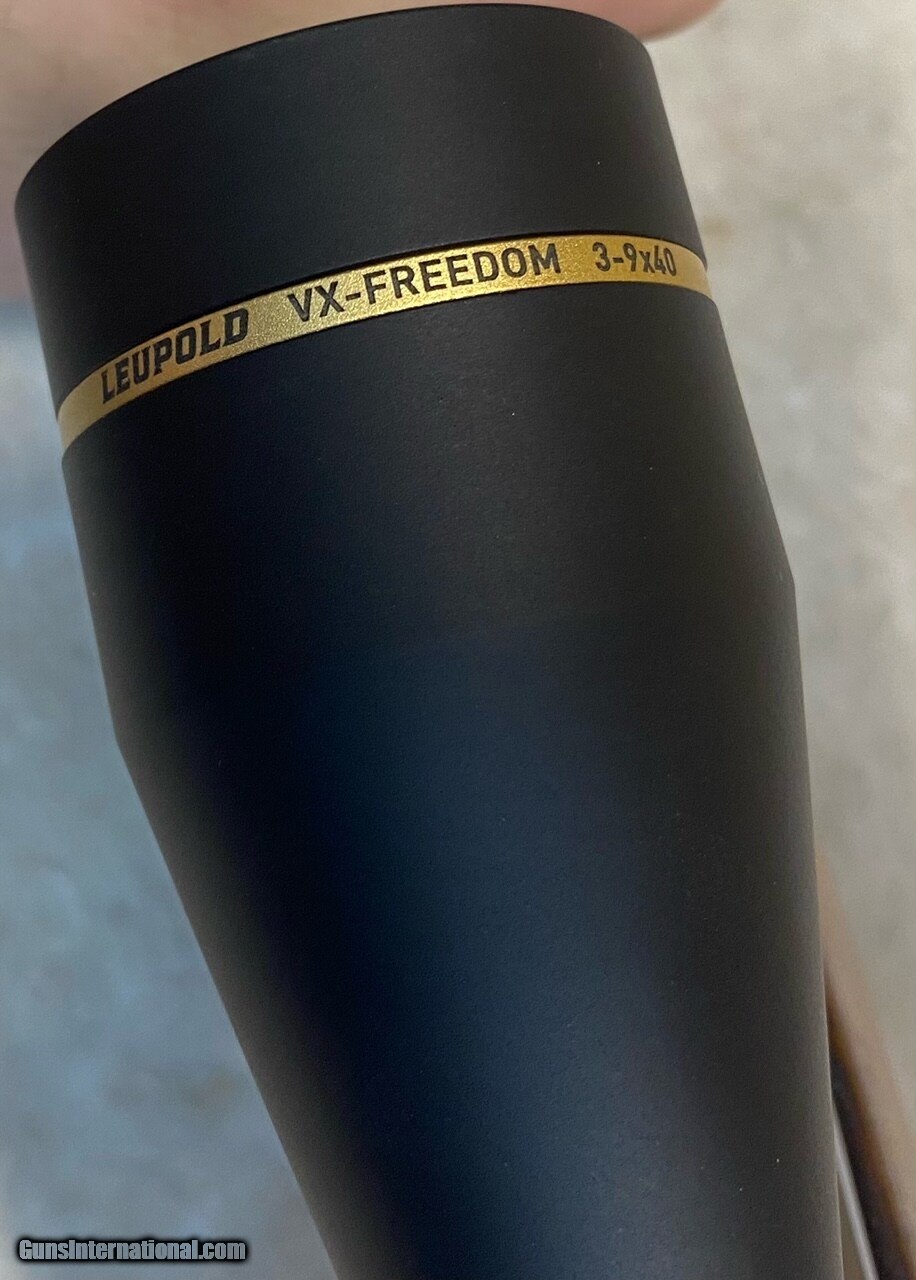 LEUPOLD VX-FREEDOM 3-9x40
GunsInternational.com